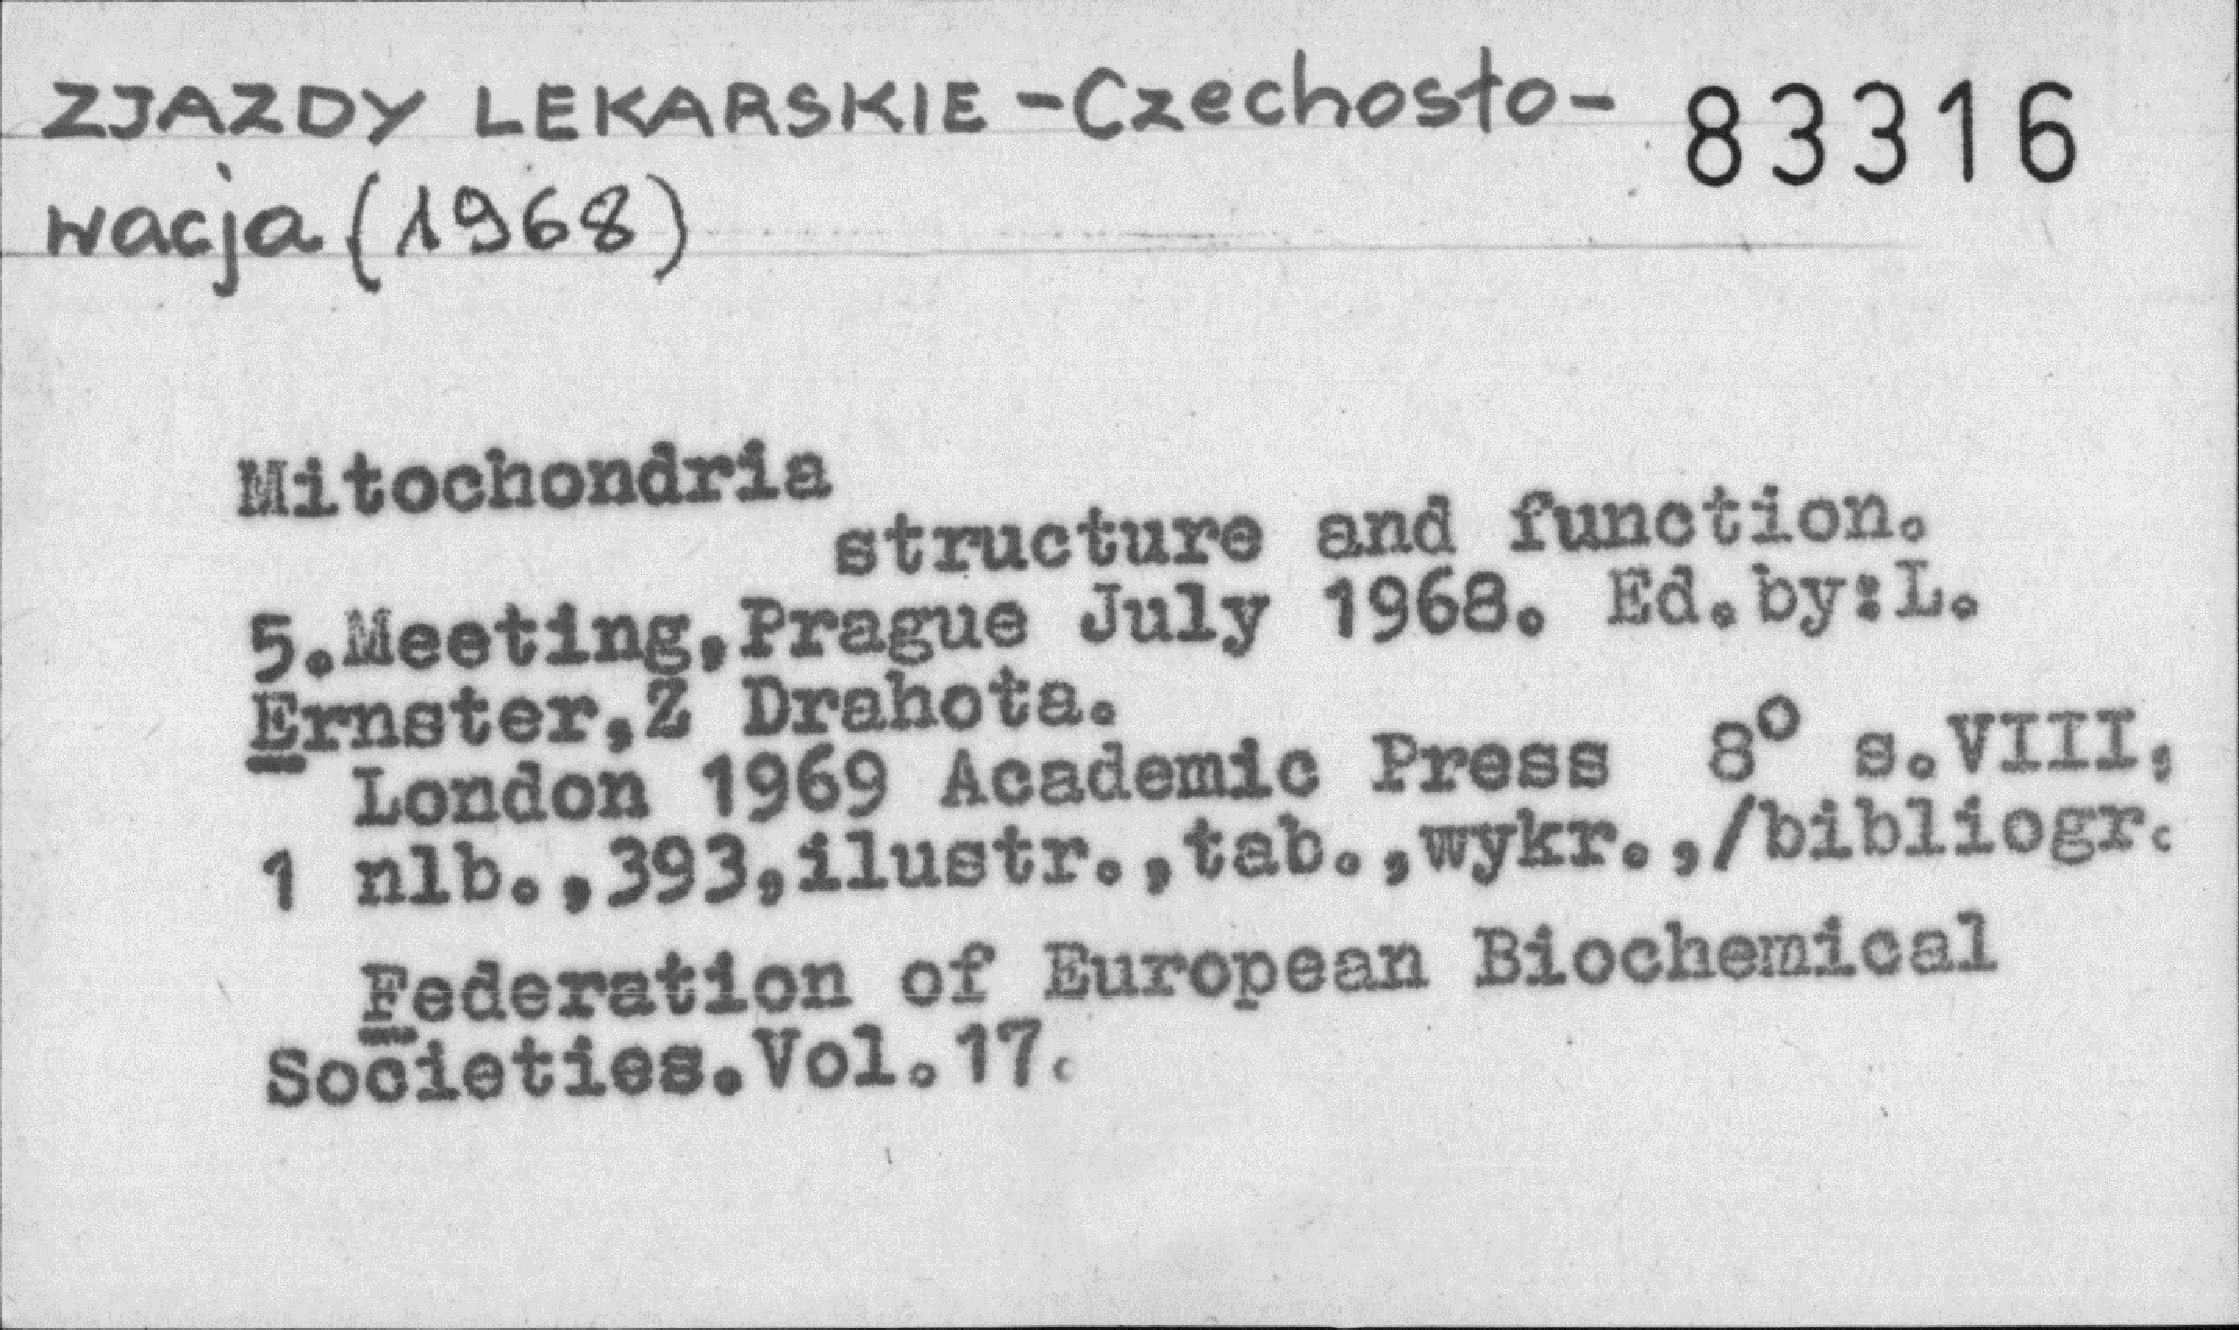 ZJAZDY LEKARSKIE - Czechosło-
wacja (1968)
83316
Mitochondria
structure and function.
5.Meeting,Prague July 1968. Ed.by:L.
Ernster,Z Drahota.
London 1969 Academic Press 8° s.VIII,
1 nlb.,393,ilustr.,tab.,wykr.,/bibliogr.
Federation of European Biochemical
Societies.Vol.17.